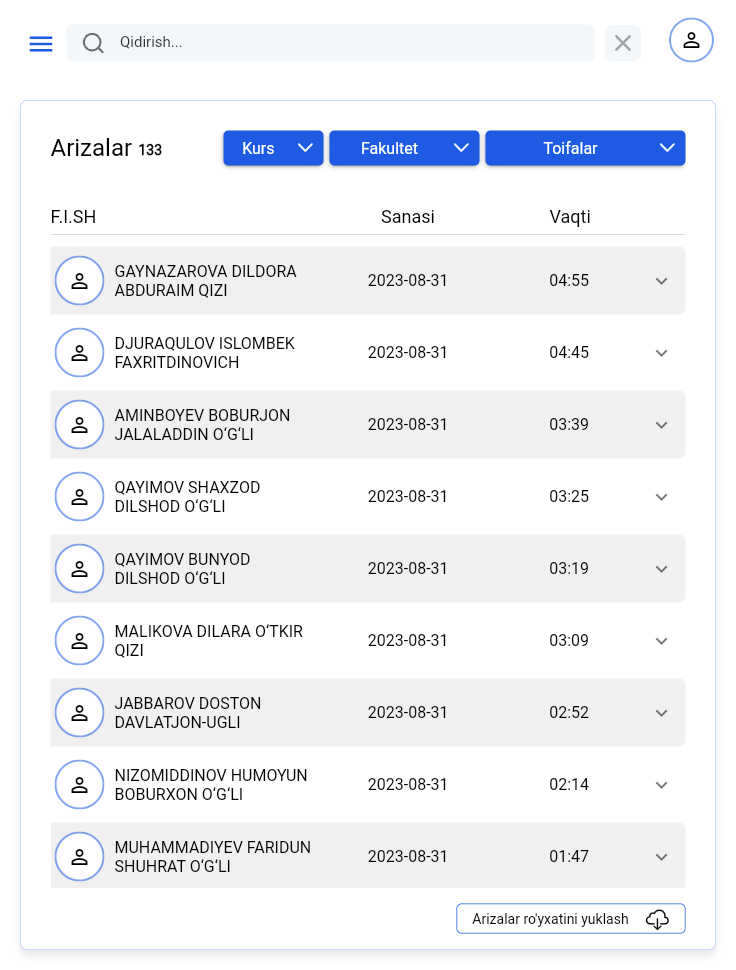 Qidirish...
Arizalar 133
Kurs
Fakultet
Toifalar
F.I.SH Sanasi Vaqti
GAYNAZAROVA DILDORA
ABDURAIM QIZI
2023-08-31 04:55
DJURAQULOV ISLOMBEK
FAXRITDINOVICH
2023-08-31 04:45
AMINBOYEV BOBURJON
JALALADDIN O‘G‘LI
2023-08-31 03:39
QAYIMOV SHAXZOD
DILSHOD O‘G‘LI
2023-08-31 03:25
QAYIMOV BUNYOD
DILSHOD O‘G‘LI
2023-08-31 03:19
MALIKOVA DILARA O‘TKIR
QIZI
2023-08-31 03:09
JABBAROV DOSTON
DAVLATJON-UGLI
2023-08-31 02:52
NIZOMIDDINOV HUMOYUN
BOBURXON O‘G‘LI
2023-08-31 02:14
MUHAMMADIYEV FARIDUN
SHUHRAT O‘G‘LI
2023-08-31 01:47
Arizalar ro'yxatini yuklash